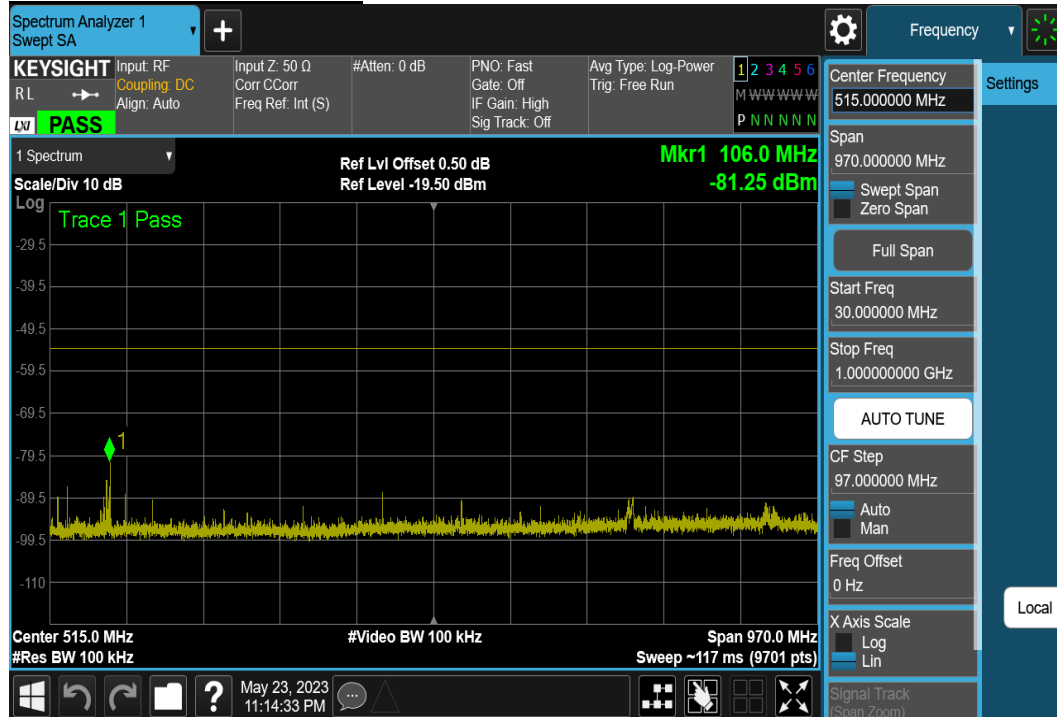 Spectrum Analyzer 1
Swept SA
+
Frequency
KEYSIGHT
RL
LXI
PASS
Input: RF
Coupling: DC
Align: Auto
Input Z: 50 Ω
Corr CCorr
Freq Ref: Int (S)
#Atten: 0 dB
PNO: Fast
Gate: Off
IF Gain: High
Sig Track: Off
Avg Type: Log-Power
Trig: Free Run
1 2 3 4 5 6
M W W W W W
P N N N N N
1 Spectrum
Scale/Div 10 dB
Ref Lvl Offset 0.50 dB
Ref Level -19.50 dBm
Mkr1 106.0 MHz
-81.25 dBm
Log
Trace 1 Pass
-29.5
-39.5
-49.5
-59.5
-69.5
1
-79.5
-89.5
-99.5
-110
Center 515.0 MHz
#Res BW 100 kHz
#Video BW 100 kHz
Span 970.0 MHz
Sweep ~117 ms (9701 pts)
?
May 23, 2023
11:14:33 PM
Center Frequency
515.000000 MHz
Span
970.000000 MHz
Swept Span
Zero Span
Full Span
Start Freq
30.000000 MHz
Stop Freq
1.000000000 GHz
AUTO TUNE
CF Step
97.000000 MHz
Auto
Man
Freq Offset
0 Hz
X Axis Scale
Log
Lin
Signal Track
(Span Zoom)
Settings
Local